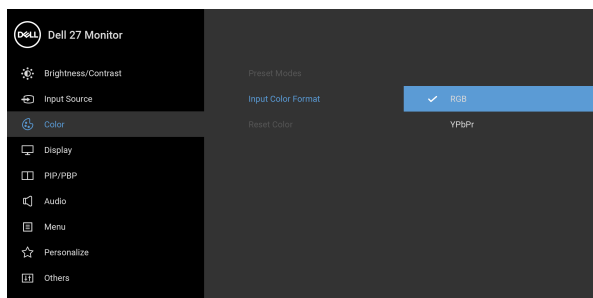 DELL Dell 27 Monitor
Brightness/Contrast
Preset Modes
Input Source
Input Color Format
RGB
Color
Reset Color
YPbPr
Display
PIP/PBP
Audio
Menu
Personalize
Others